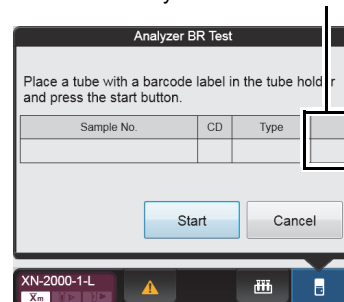 Analyzer BR Test
Place a tube with a barcode label in the tube holder
and press the start button.
Sample No. CD Type
Start Cancel
XN-2000-1-L
Xm